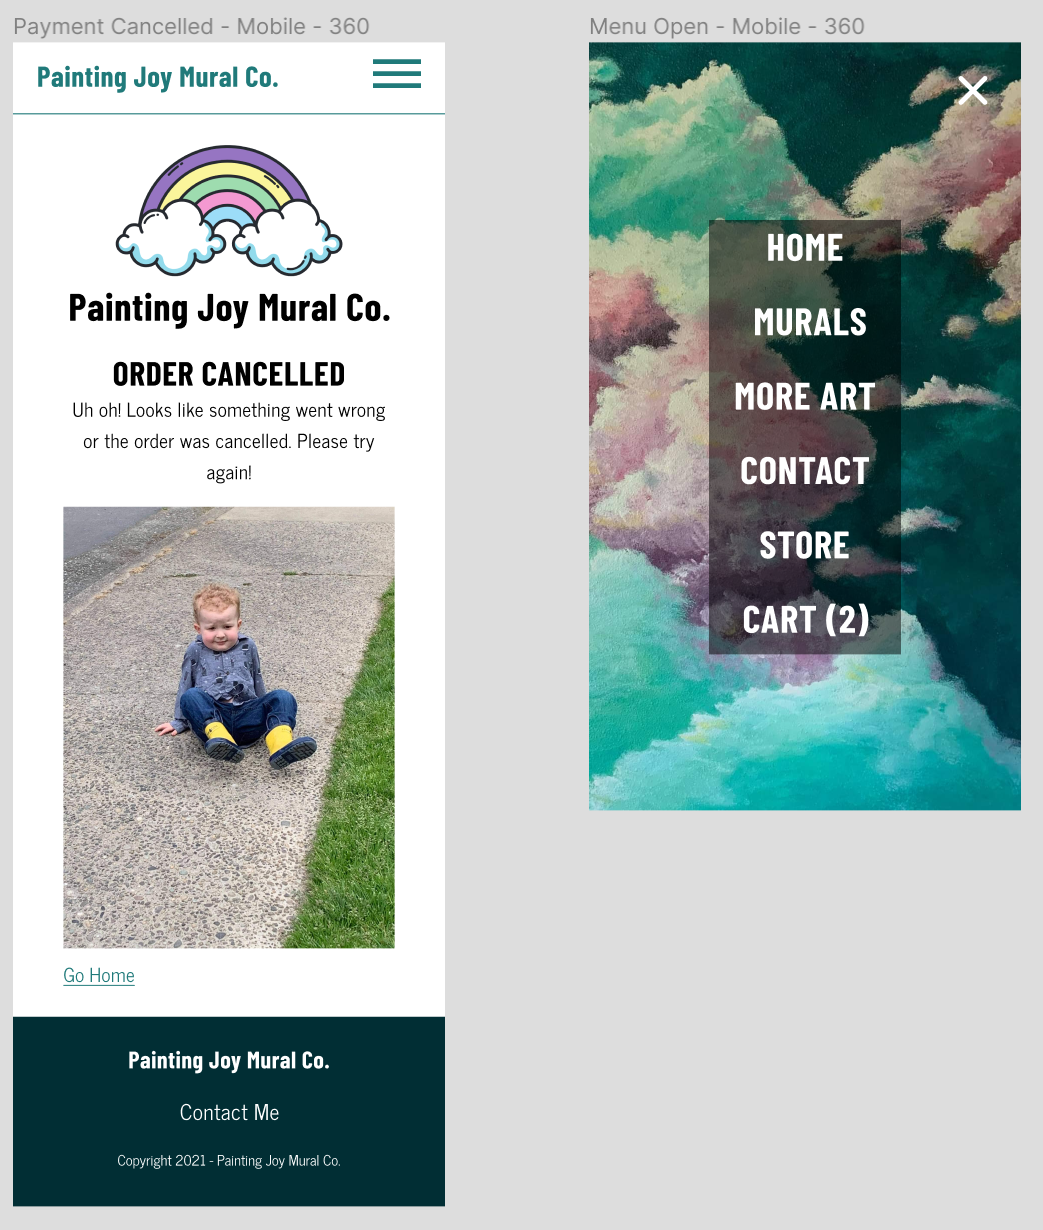 Payment Cancelled - Mobile - 360
Painting Joy Mural Co.
Painting Joy Mural Co.
ORDER CANCELLED
Uh oh! Looks like something went wrong
or the order was cancelled. Please try
again!
Go Home
Painting Joy Mural Co.
Contact Me
Copyright 2021 - Painting Joy Mural Co.
Menu Open - Mobile - 360
HOME
MURALS
MORE ART
CONTACT
STORE
CART (2)